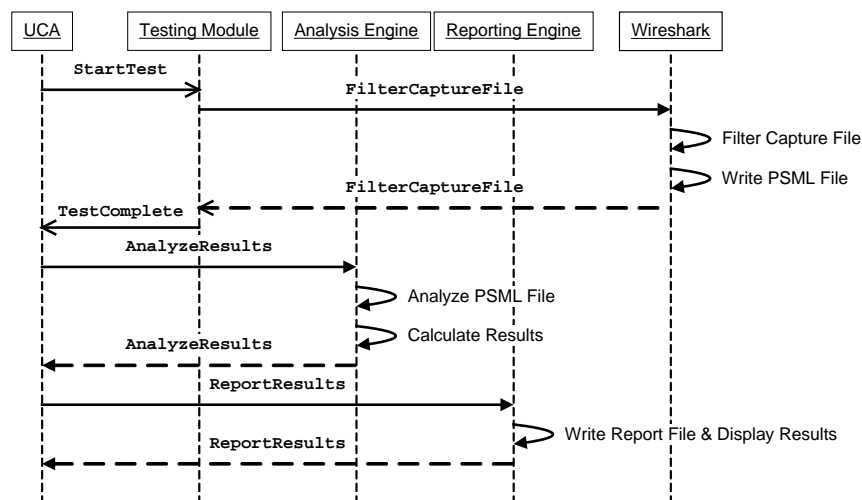 UCA
Testing Module
Analysis Engine
Reporting Engine
Wireshark
StartTest
FilterCaptureFile
Filter Capture File
Write PSML File
FilterCaptureFile
TestComplete
AnalyzeResults
Analyze PSML File
Calculate Results
AnalyzeResults
ReportResults
Write Report File & Display Results
ReportResults